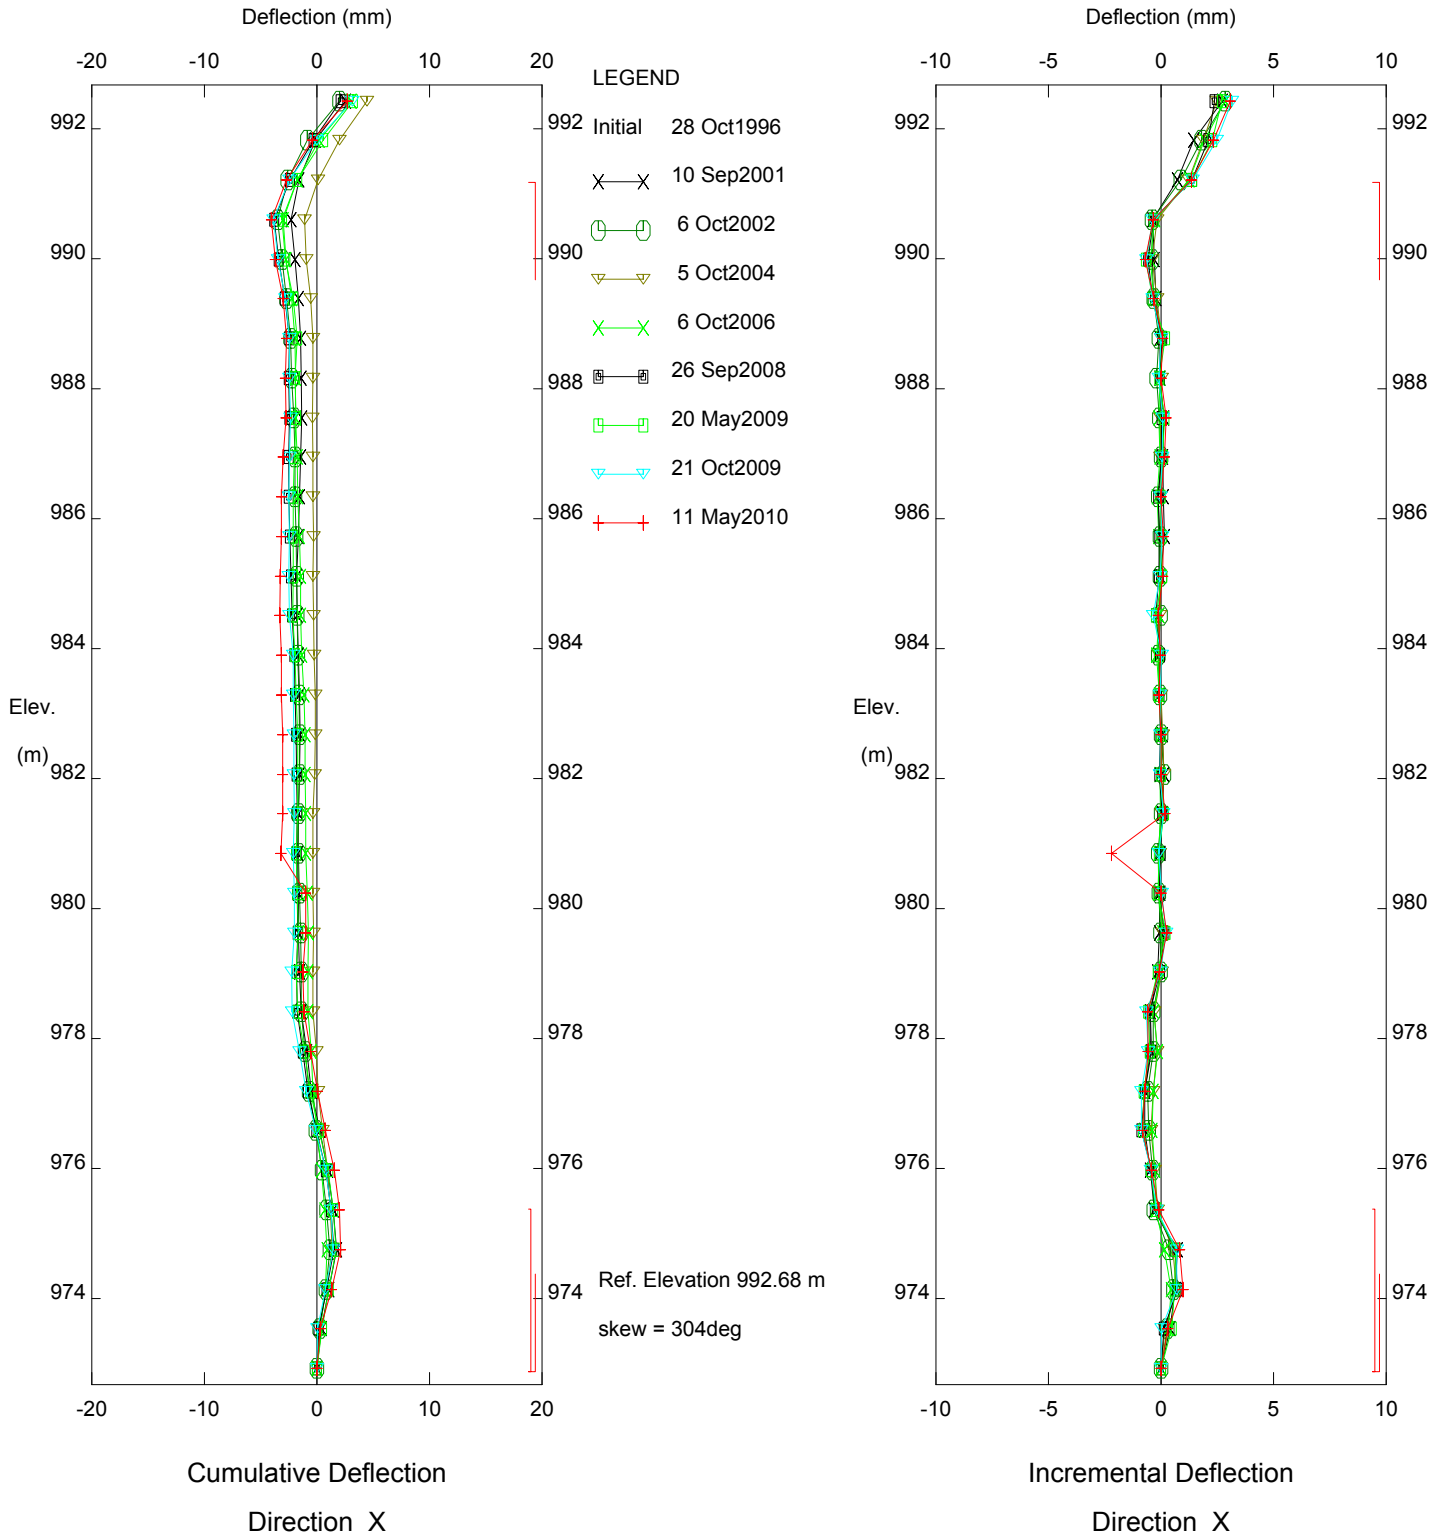 Deflection (mm)
-20 -10 0 10 20
LEGEND
Initial 28 Oct1996
10 Sep2001
6 Oct2002
5 Oct2004
6 Oct2006
26 Sep2008
20 May2009
21 Oct2009
11 May2010
992 992
990 990
988 988
986 986
984 984
Elev.
(m)
982 982
980 980
978 978
976 976
974 974
Ref. Elevation 992.68 m
skew = 304deg
-20 -10 0 10 20
Cumulative Deflection
Direction X
Deflection (mm)
-10 -5 0 5 10
992 992
990 990
988 988
986 986
984 984
Elev.
(m)
982 982
980 980
978 978
976 976
974 974
-10 -5 0 5 10
Incremental Deflection
Direction X